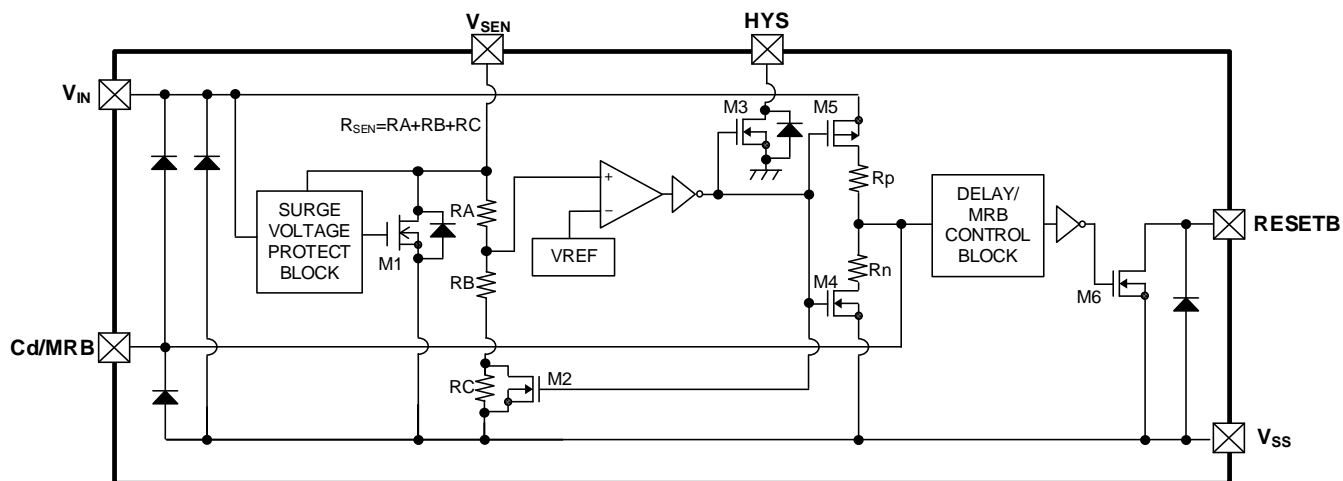 VSEN
HYS
VIN
RSEN=RA+RB+RC
M3
M5
SURGE
VOLTAGE
PROTECT
BLOCK
M1
RA
+
−
VREF
RB
Rp
DELAY/
MRB
CONTROL
BLOCK
RESETB
Rn
M4
M6
Cd/MRB
RC
M2
VSS